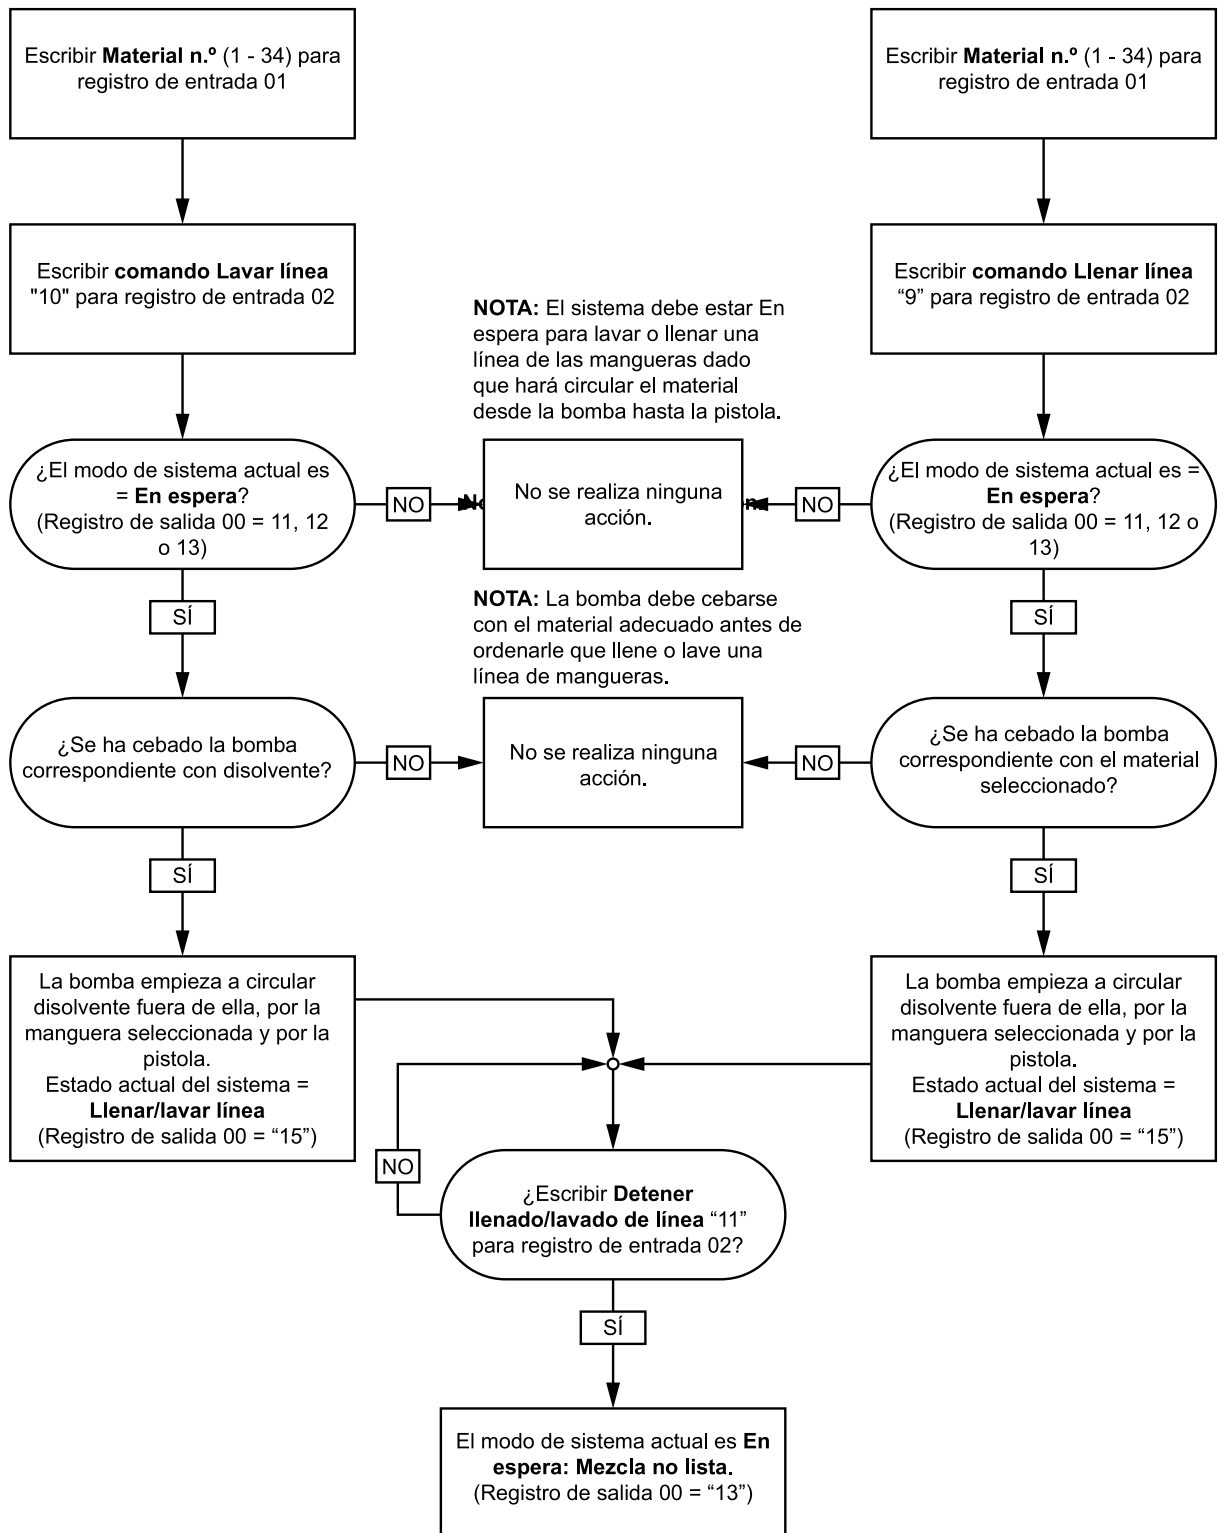 Escribir Material n.º (1 - 34) para
registro de entrada 01
Escribir Material n.º (1 - 34) para
registro de entrada 01
Escribir comando Lavar línea
"10" para registro de entrada 02
Escribir comando Llenar línea
“9” para registro de entrada 02
NOTA: El sistema debe estar En
espera para lavar o llenar una
línea de las mangueras dado
que hará circular el material
desde la bomba hasta la pistola.
¿El modo de sistema actual es
= En espera?
(Registro de salida 00 = 11, 12
o 13)
NO
No se realiza ninguna
acción.
NO
¿El modo de sistema actual es =
En espera?
(Registro de salida 00 = 11, 12 o
13)
SÍ
SÍ
NOTA: La bomba debe cebarse
con el material adecuado antes de
ordenarle que llene o lave una
línea de mangueras.
¿Se ha cebado la bomba
correspondiente con disolvente?
NO
No se realiza ninguna
acción.
NO
¿Se ha cebado la bomba
correspondiente con el material
seleccionado?
SÍ
SÍ
La bomba empieza a circular
disolvente fuera de ella, por la
manguera seleccionada y por la
pistola.
Estado actual del sistema =
Llenar/lavar línea
(Registro de salida 00 = “15”)
La bomba empieza a circular
disolvente fuera de ella, por la
manguera seleccionada y por la
pistola.
Estado actual del sistema =
Llenar/lavar línea
(Registro de salida 00 = “15”)
NO
¿Escribir Detener
llenado/lavado de línea “11”
para registro de entrada 02?
SÍ
El modo de sistema actual es En
espera: Mezcla no lista.
(Registro de salida 00 = “13”)